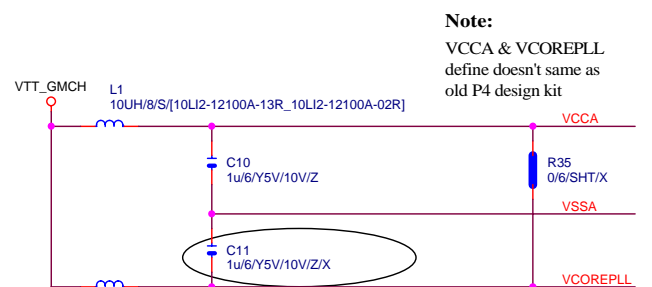 Note:
VCCA & VCOREPLL
define doesn't same as
old P4 design kit
VTT_GMCH
L1
10UH/8/S/[10LI2-12100A-13R_10LI2-12100A-02R]
VCCA
C10
1u/6/Y5V/10V/Z
R35
0/6/SHT/X
VSSA
C11
1u/6/Y5V/10V/Z/X
VCOREPLL